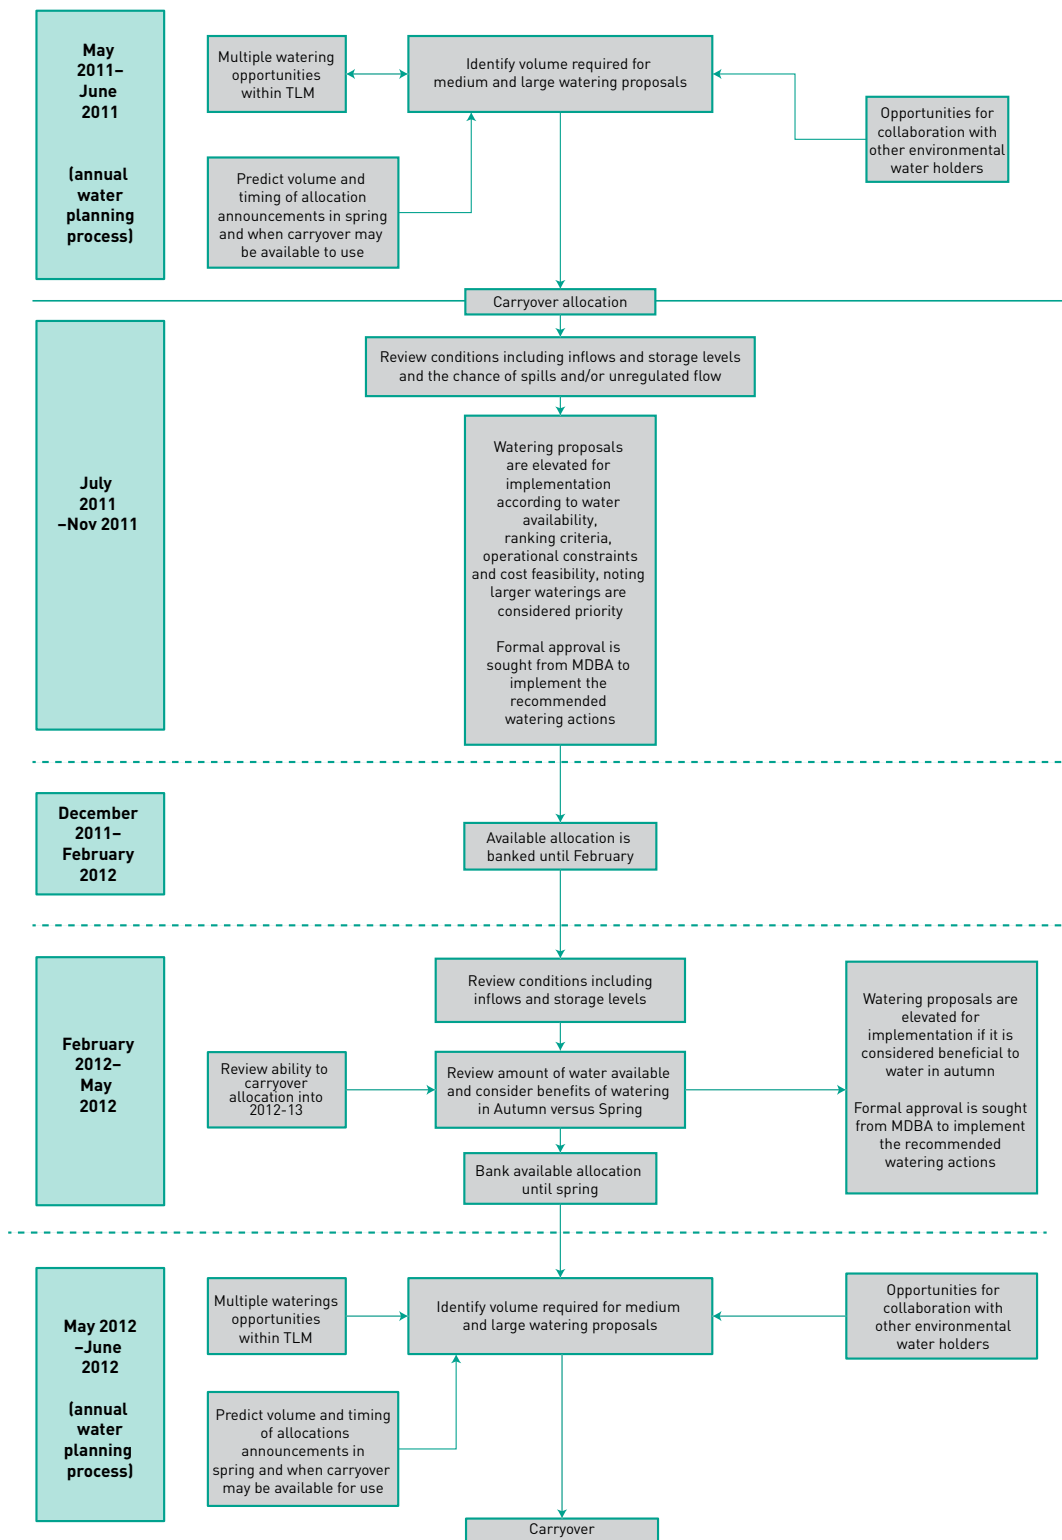 May
2011–
June
2011
(annual
water
planning
process)
Multiple watering
opportunities
within TLM
Identify volume required for
medium and large watering proposals
Opportunities for
collaboration with
other environmental
water holders
Predict volume and
timing of allocation
announcements in spring
and when carryover may
be available to use
Carryover allocation
July
2011
–Nov 2011
Review conditions including inflows and storage levels
and the chance of spills and/or unregulated flow
Watering proposals
are elevated for
implementation
according to water
availability,
ranking criteria,
operational constraints
and cost feasibility, noting
larger waterings are
considered priority
Formal approval is
sought from MDBA to
implement the
recommended
watering actions
December
2011–
February
2012
Available allocation is
banked until February
February
2012–
May
2012
Review conditions including
inflows and storage levels
Review ability to
carryover
allocation into
2012-13
Review amount of water available
and consider benefits of watering
in Autumn versus Spring
Watering proposals are
elevated for
implementation if it is
considered beneficial to
water in autumn
Formal approval is sought
from MDBA to implement
the recommended
watering actions
Bank available allocation
until spring
May 2012
–June
2012
(annual
water
planning
process)
Multiple waterings
opportunities
within TLM
Identify volume required for medium
and large watering proposals
Opportunities for
collaboration with
other environmental
water holders
Predict volume and timing
of allocations
announcements in
spring and when carryover
may be available for use
Carryover